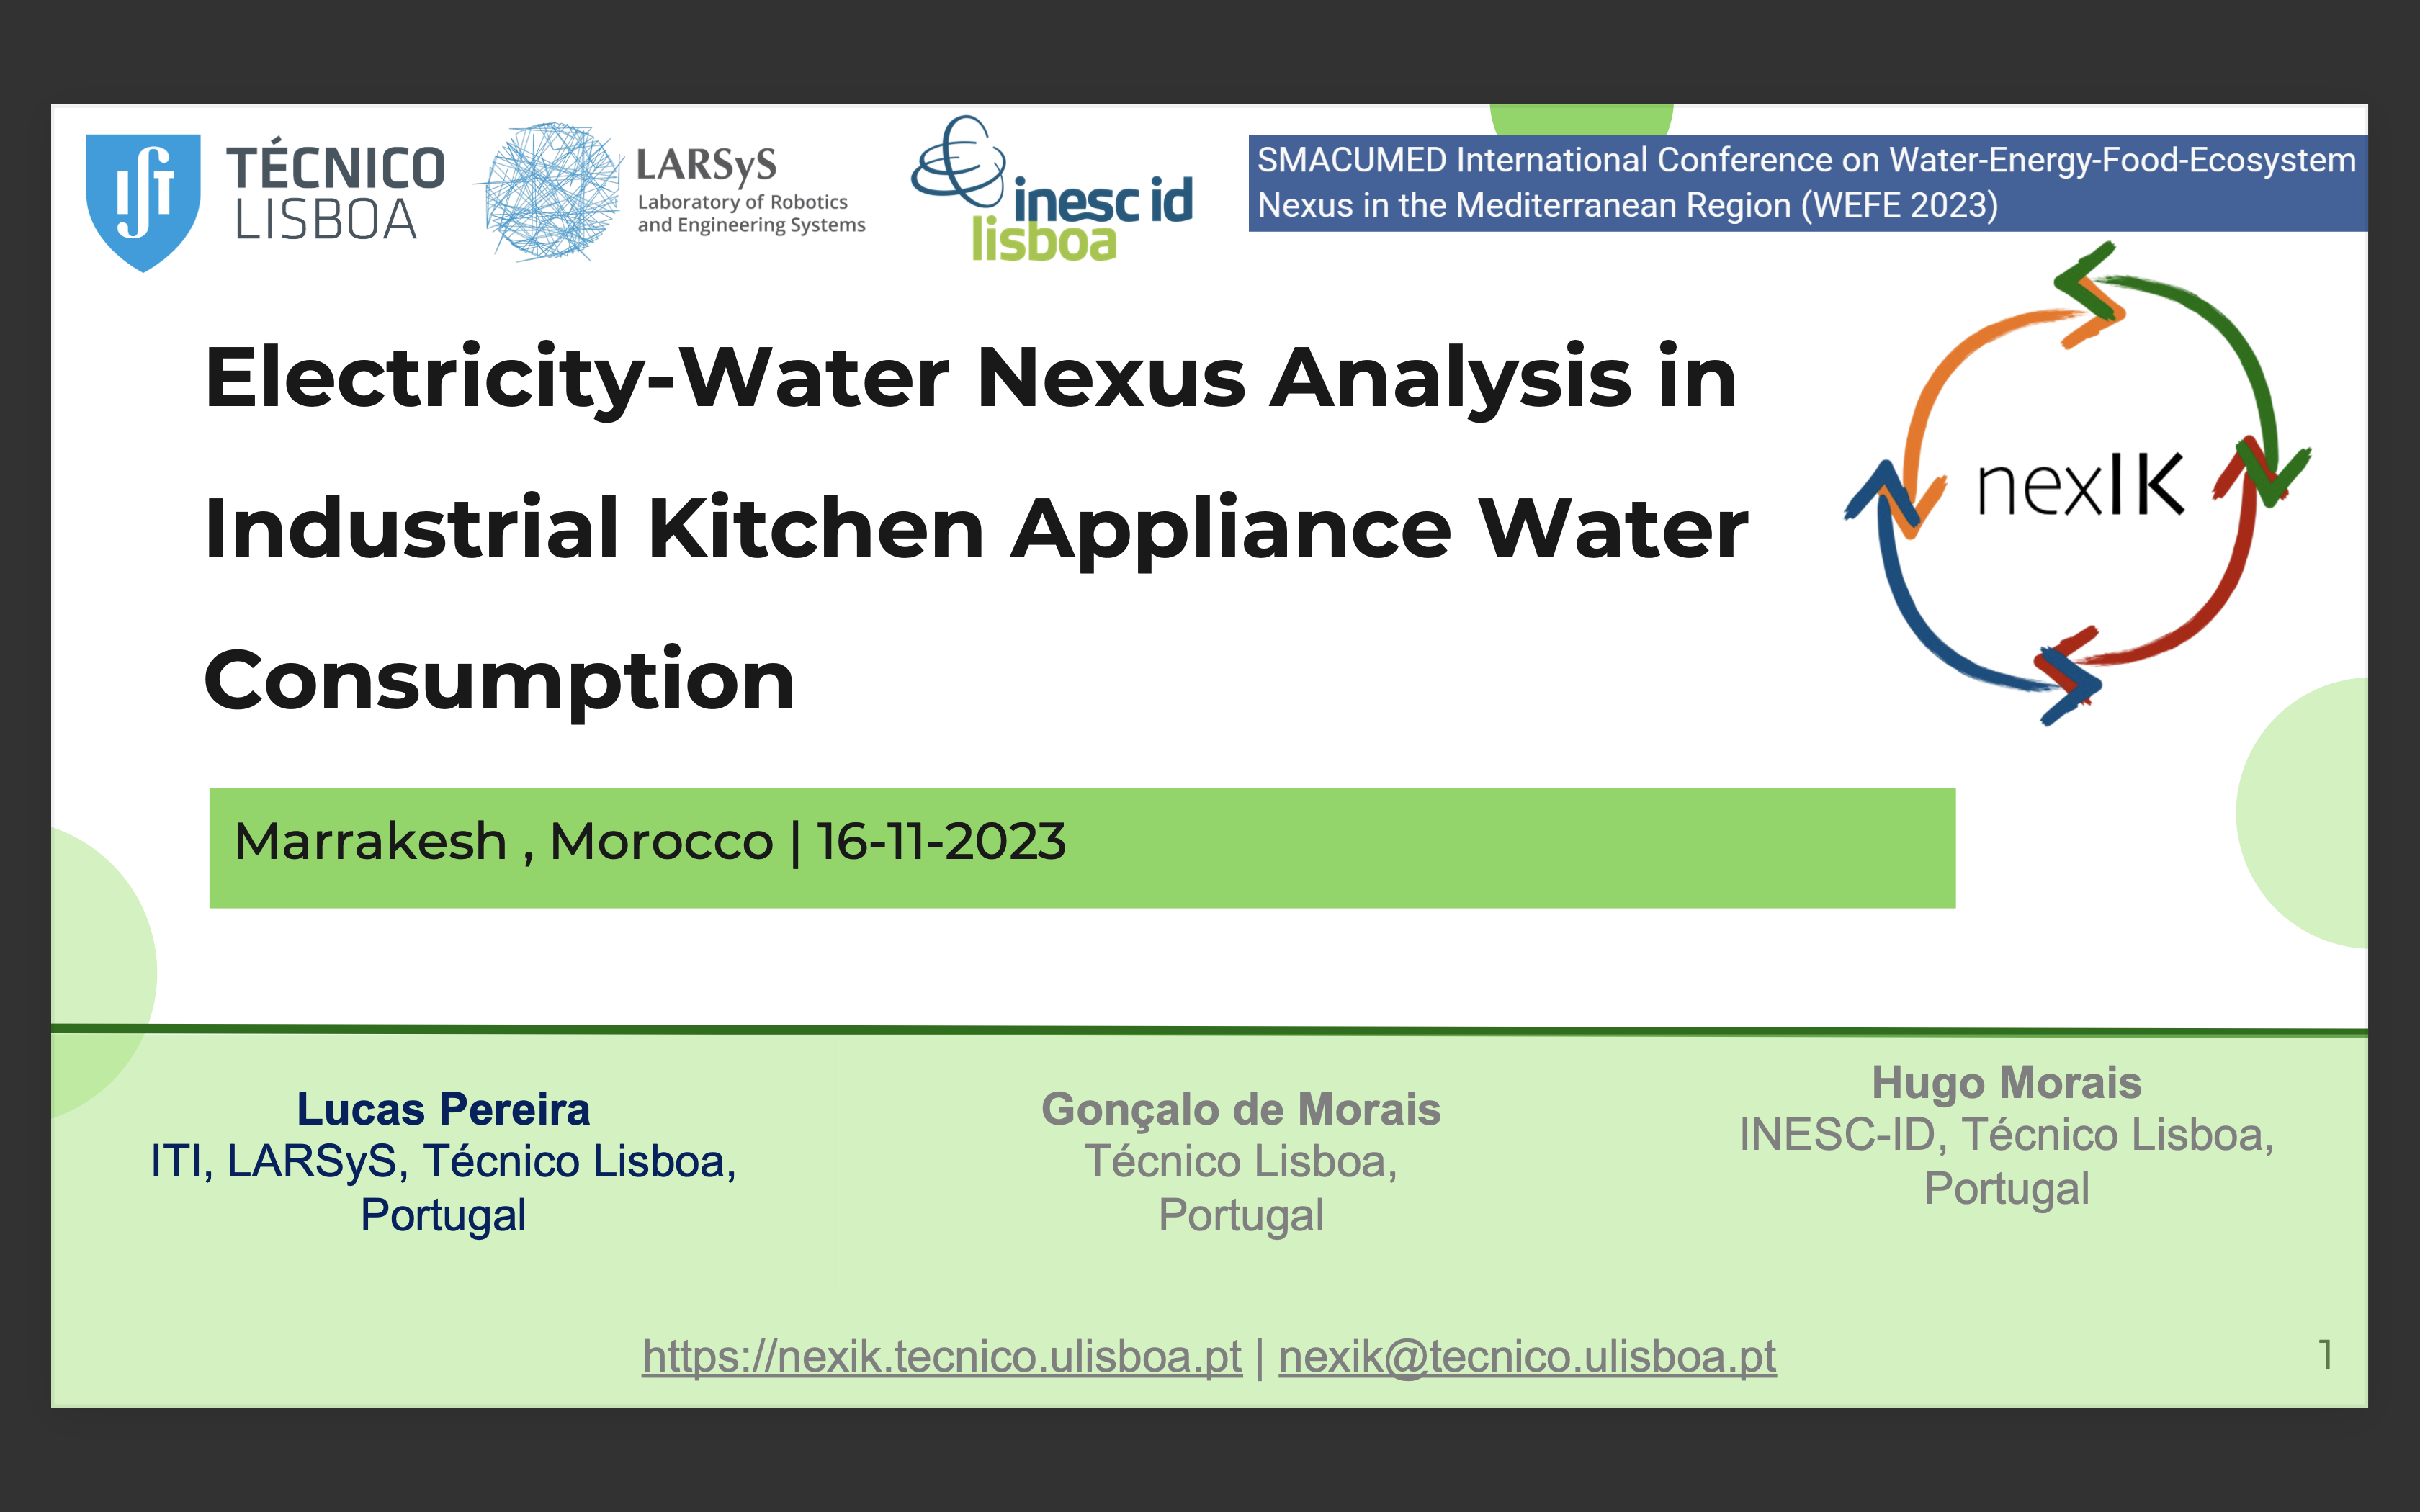 TÉCNICO
LISBOA
LARSyS
Laboratory of Robotics
and Engineering Systems
inesc id
lisboa
SMACUMED International Conference on Water-Energy-Food-Ecosystem
Nexus in the Mediterranean Region (WEFE 2023)
Electricity-Water Nexus Analysis in
Industrial Kitchen Appliance Water
Consumption
nexIK
Marrakesh , Morocco | 16-11-2023
Lucas Pereira
ITI, LARSyS, Técnico Lisboa,
Portugal
Gonçalo de Morais
Técnico Lisboa,
Portugal
Hugo Morais
INESC-ID, Técnico Lisboa,
Portugal
https://nexik.tecnico.ulisboa.pt | nexik@tecnico.ulisboa.pt
1